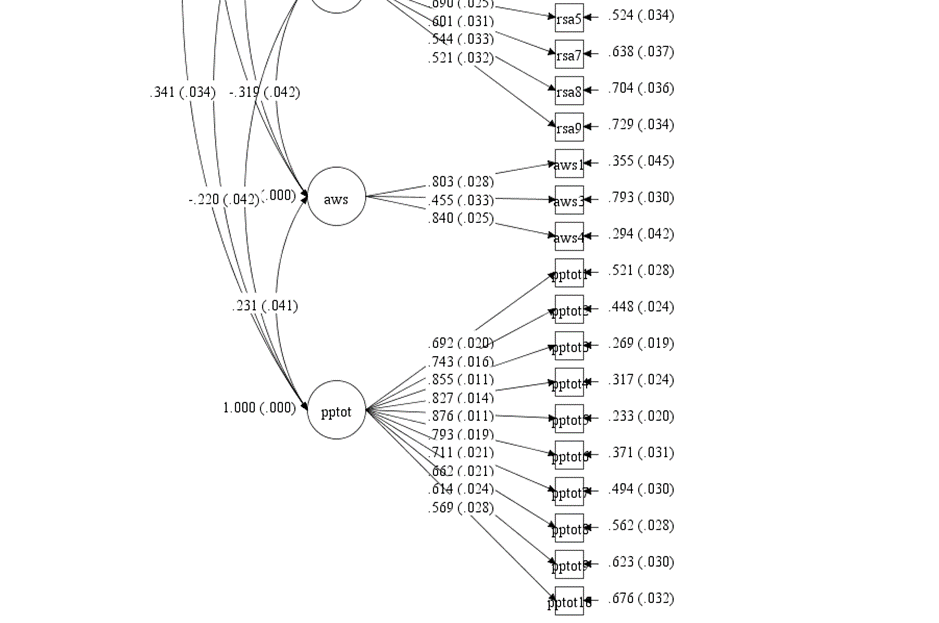 .690 (.025)
rsa5 .524 (.034)
.601 (.031)
.544 (.033)
rsa7 .638 (.037)
.521 (.032)
.341 (.034) -.319 (.042)
rsa8 .704 (.036)
rsa9 .729 (.034)
aws1 .355 (.045)
.803 (.028)
-.220 (.042) .000) aws .455 (.033) aws3 .793 (.030)
.840 (.025)
aws4 .294 (.042)
pptot1 .521 (.028)
.231 (.041)
pptot2 .448 (.024)
.692 (.020)
pptot3 .269 (.019)
.743 (.016)
.855 (.011)
pptot4 .317 (.024)
.827 (.014)
1.000 (.000) pptot
.876 (.011) pptot5 .233 (.020)
.793 (.019)
.711 (.021) pptot6 .371 (.031)
.662 (.021)
.614 (.024) pptot7 .494 (.030)
.569 (.028)
pptot8 .562 (.028)
pptot9 .623 (.030)
.676 (.032)